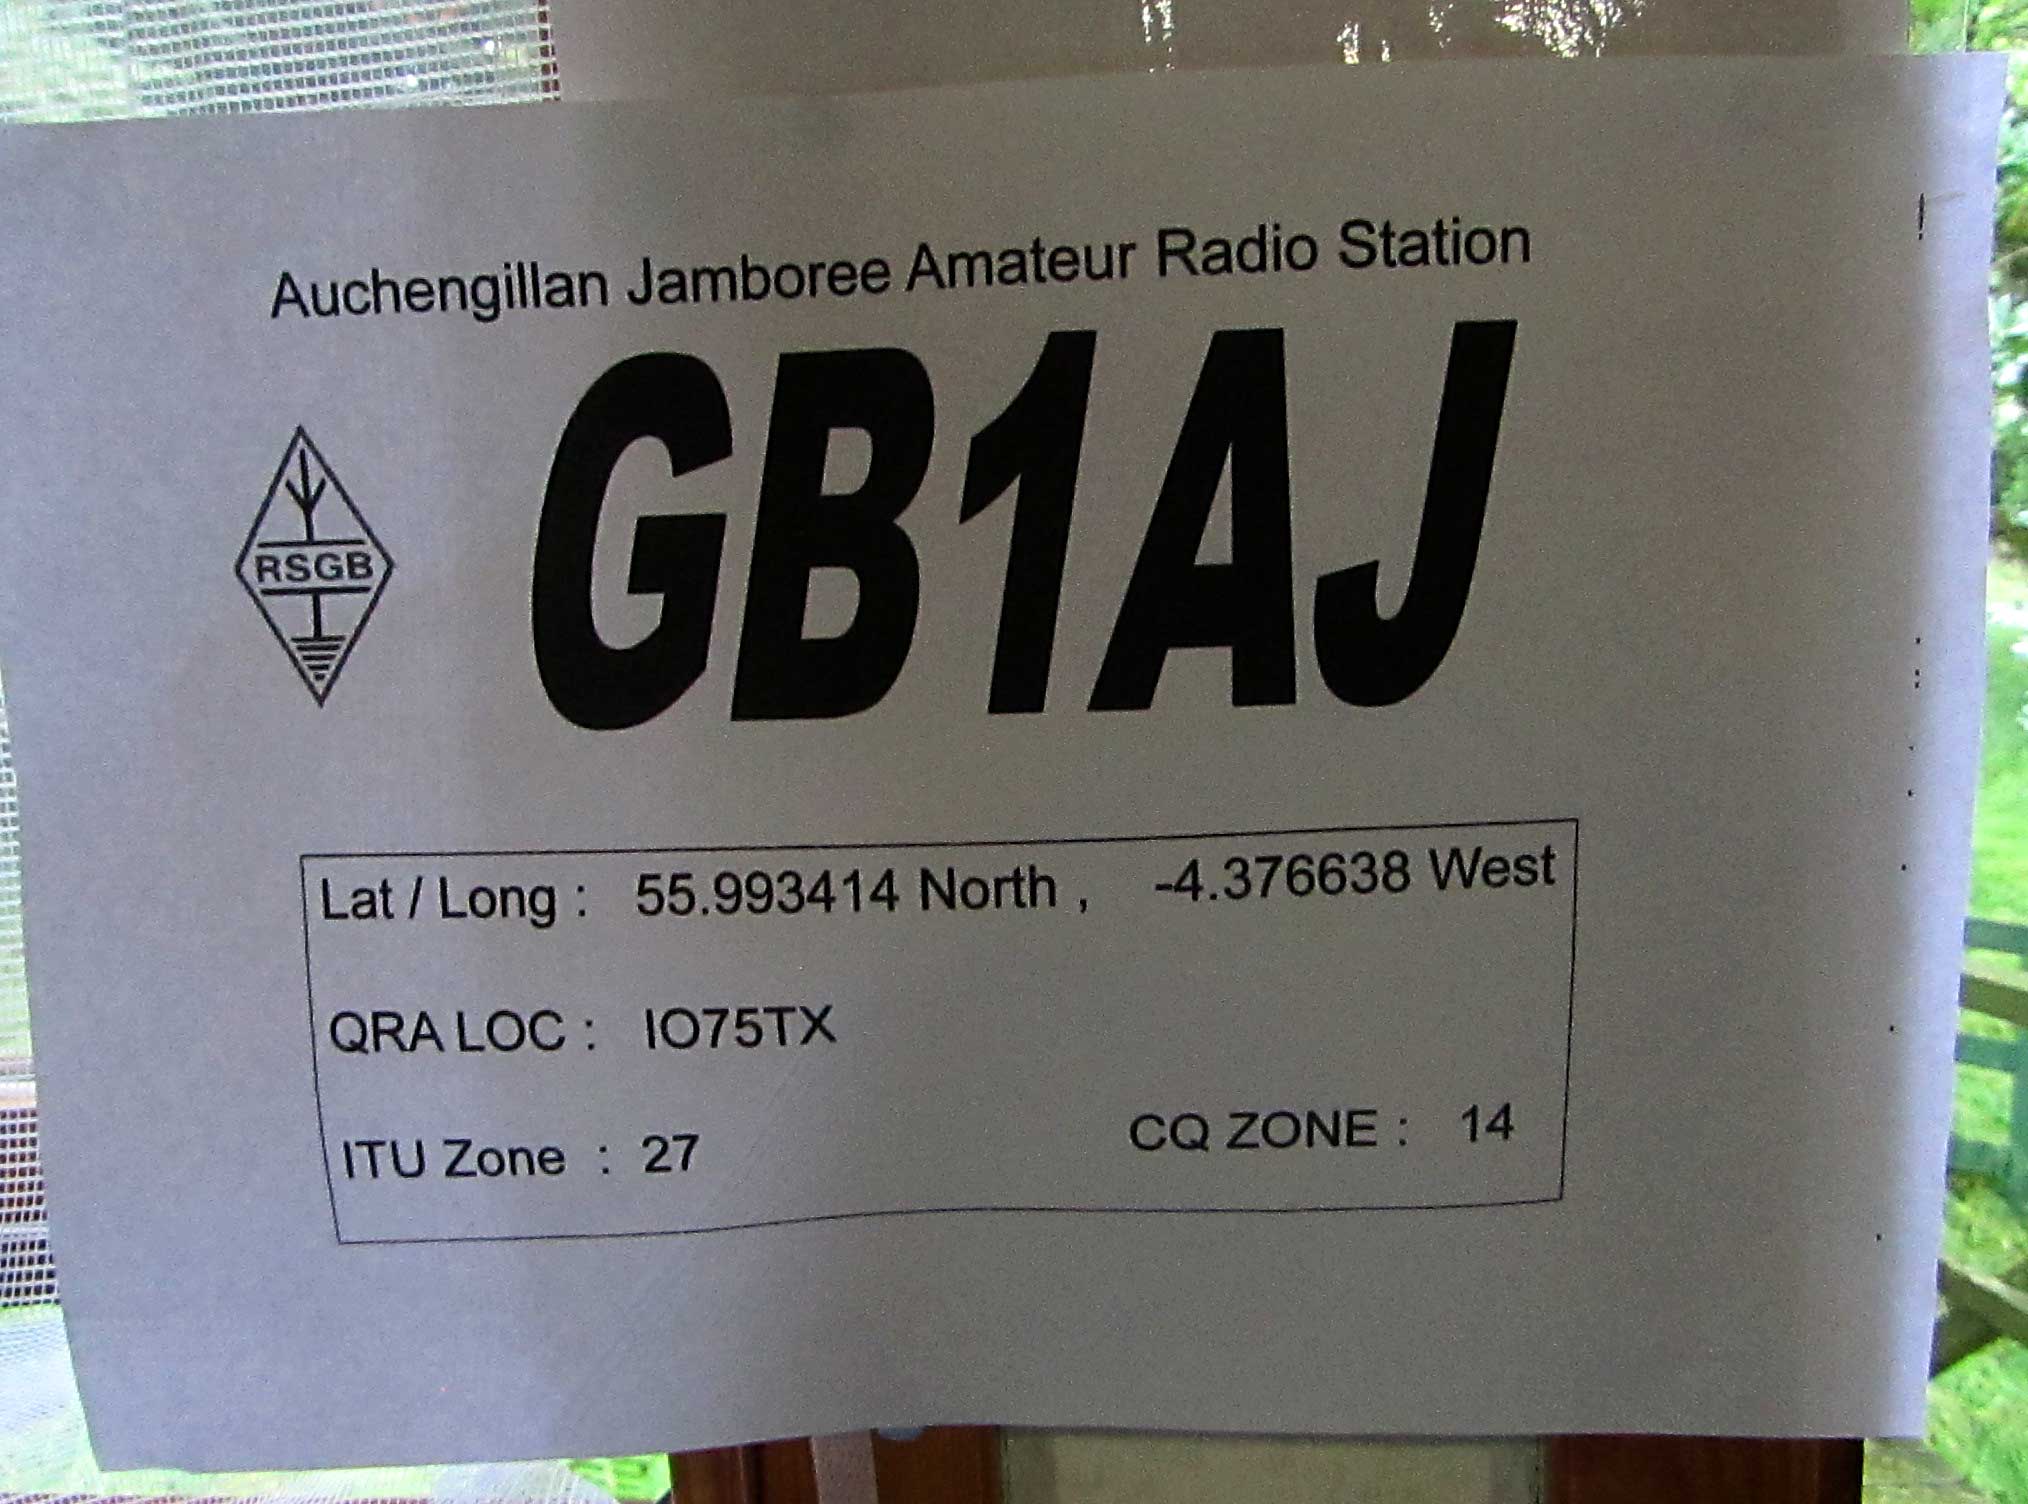 Auchengillan Jamboree Amateur Radio Station
GB1AJ
RSGB
Lat / Long : 55.993414 North , -4.376638 West
QRA LOC : IO75TX
ITU Zone : 27 CQ ZONE : 14